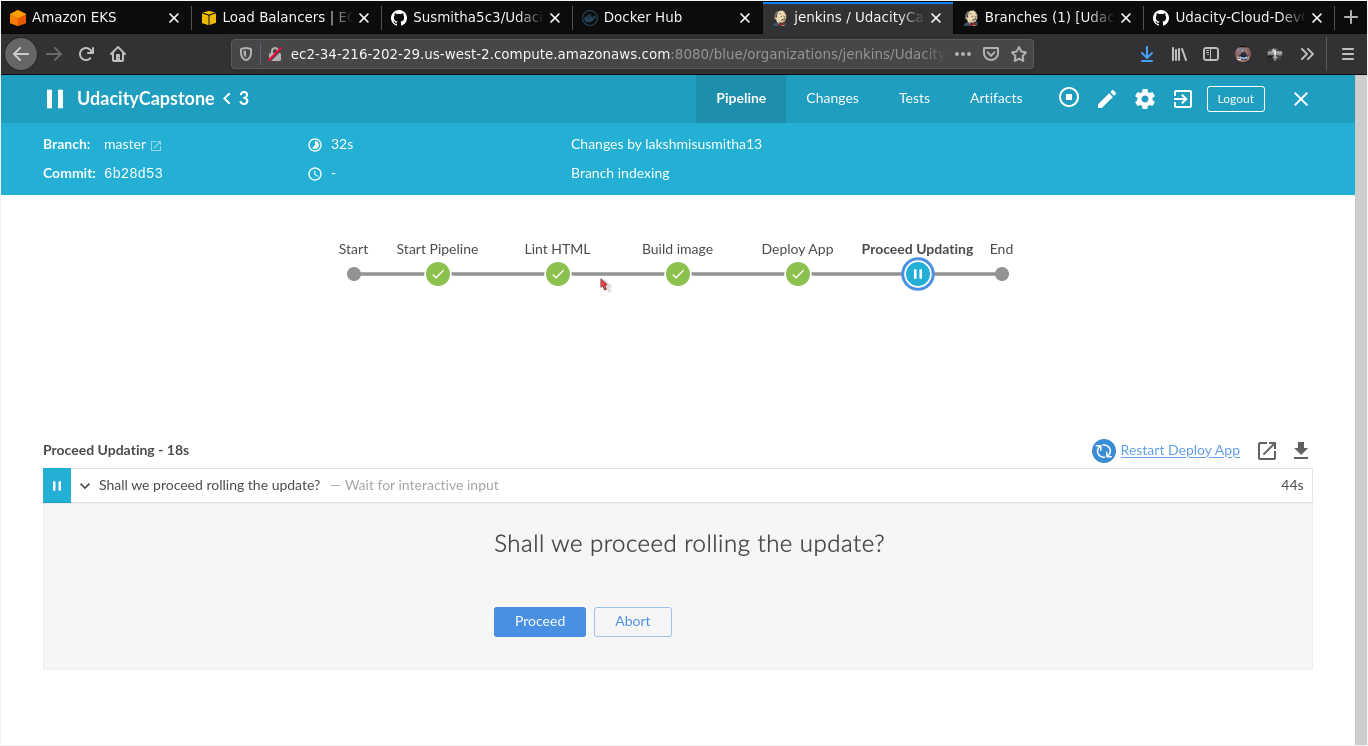 Amazon EKS
Load Balancers | EC
Susmitha5c3/Udaci
Docker Hub
jenkins / UdacityCa
Branches (1) [Udac
Udacity-Cloud-Dev
ec2-34-216-202-29.us-west-2.compute.amazonaws.com:8080/blue/organizations/jenkins/Udacity
UdacityCapstone < 3
Pipeline
Changes
Tests
Artifacts
Logout
Branch: master
32s
Changes by lakshmisusmitha13
Commit: 6b28d53
-
Branch indexing
Start
Start Pipeline
Lint HTML
Build image
Deploy App
Proceed Updating
End
Proceed Updating - 18s
Restart Deploy App
Shall we proceed rolling the update? — Wait for interactive input
44s
Shall we proceed rolling the update?
Proceed
Abort